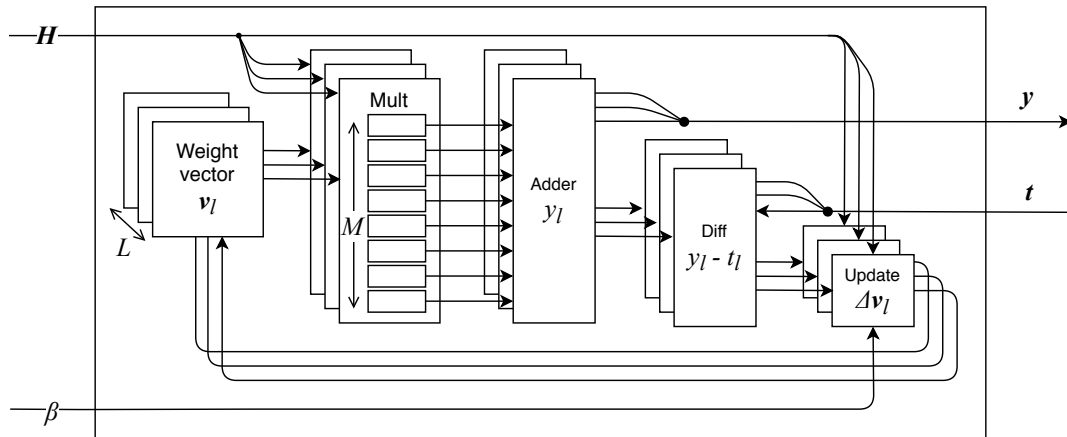 H
Mult
y
Weight
vector
v_l
Adder
y_l
t
M
L
Diff
y_l - t_l
Update
Δv_l
β